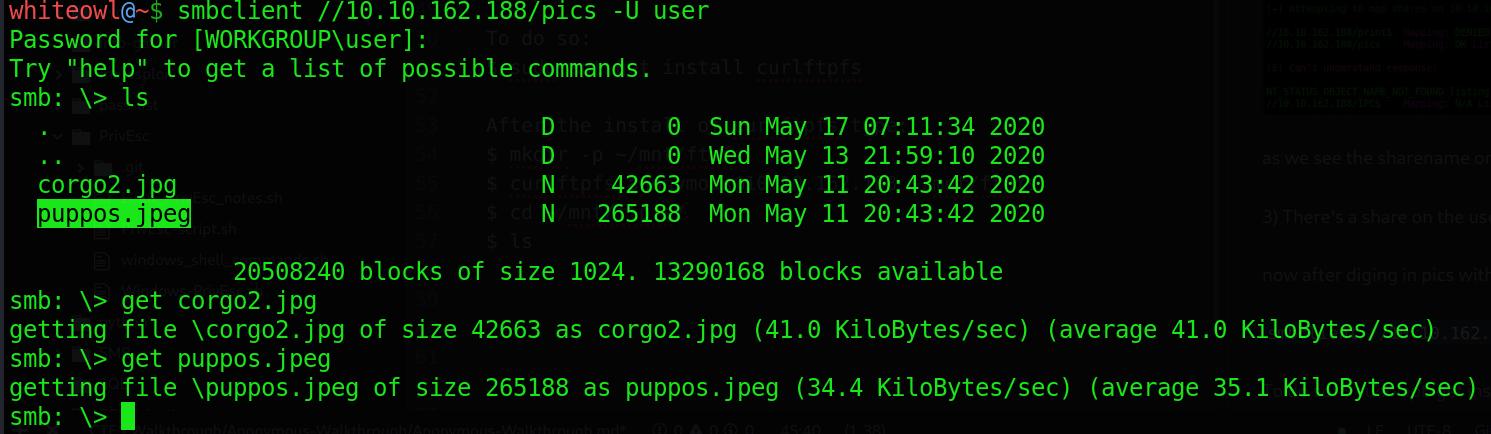 whiteowl@~$ smbclient //10.10.162.188/pics -U user
Password for [WORKGROUP\user]:
Try "help" to get a list of possible commands.
smb: \> ls
. D 0 Sun May 17 07:11:34 2020
.. D 0 Wed May 13 21:59:10 2020
corgo2.jpg N 42663 Mon May 11 20:43:42 2020
puppos.jpeg N 265188 Mon May 11 20:43:42 2020
20508240 blocks of size 1024. 13290168 blocks available
smb: \> get corgo2.jpg
getting file \corgo2.jpg of size 42663 as corgo2.jpg (41.0 KiloBytes/sec) (average 41.0 KiloBytes/sec)
smb: \> get puppos.jpeg
getting file \puppos.jpeg of size 265188 as puppos.jpeg (34.4 KiloBytes/sec) (average 35.1 KiloBytes/sec)
smb: \>
To do so:
install curlftpfs
PrivEsc
windows_shell
$ ls
as we see the sharename
3) There's a share on the
now after diging in pics